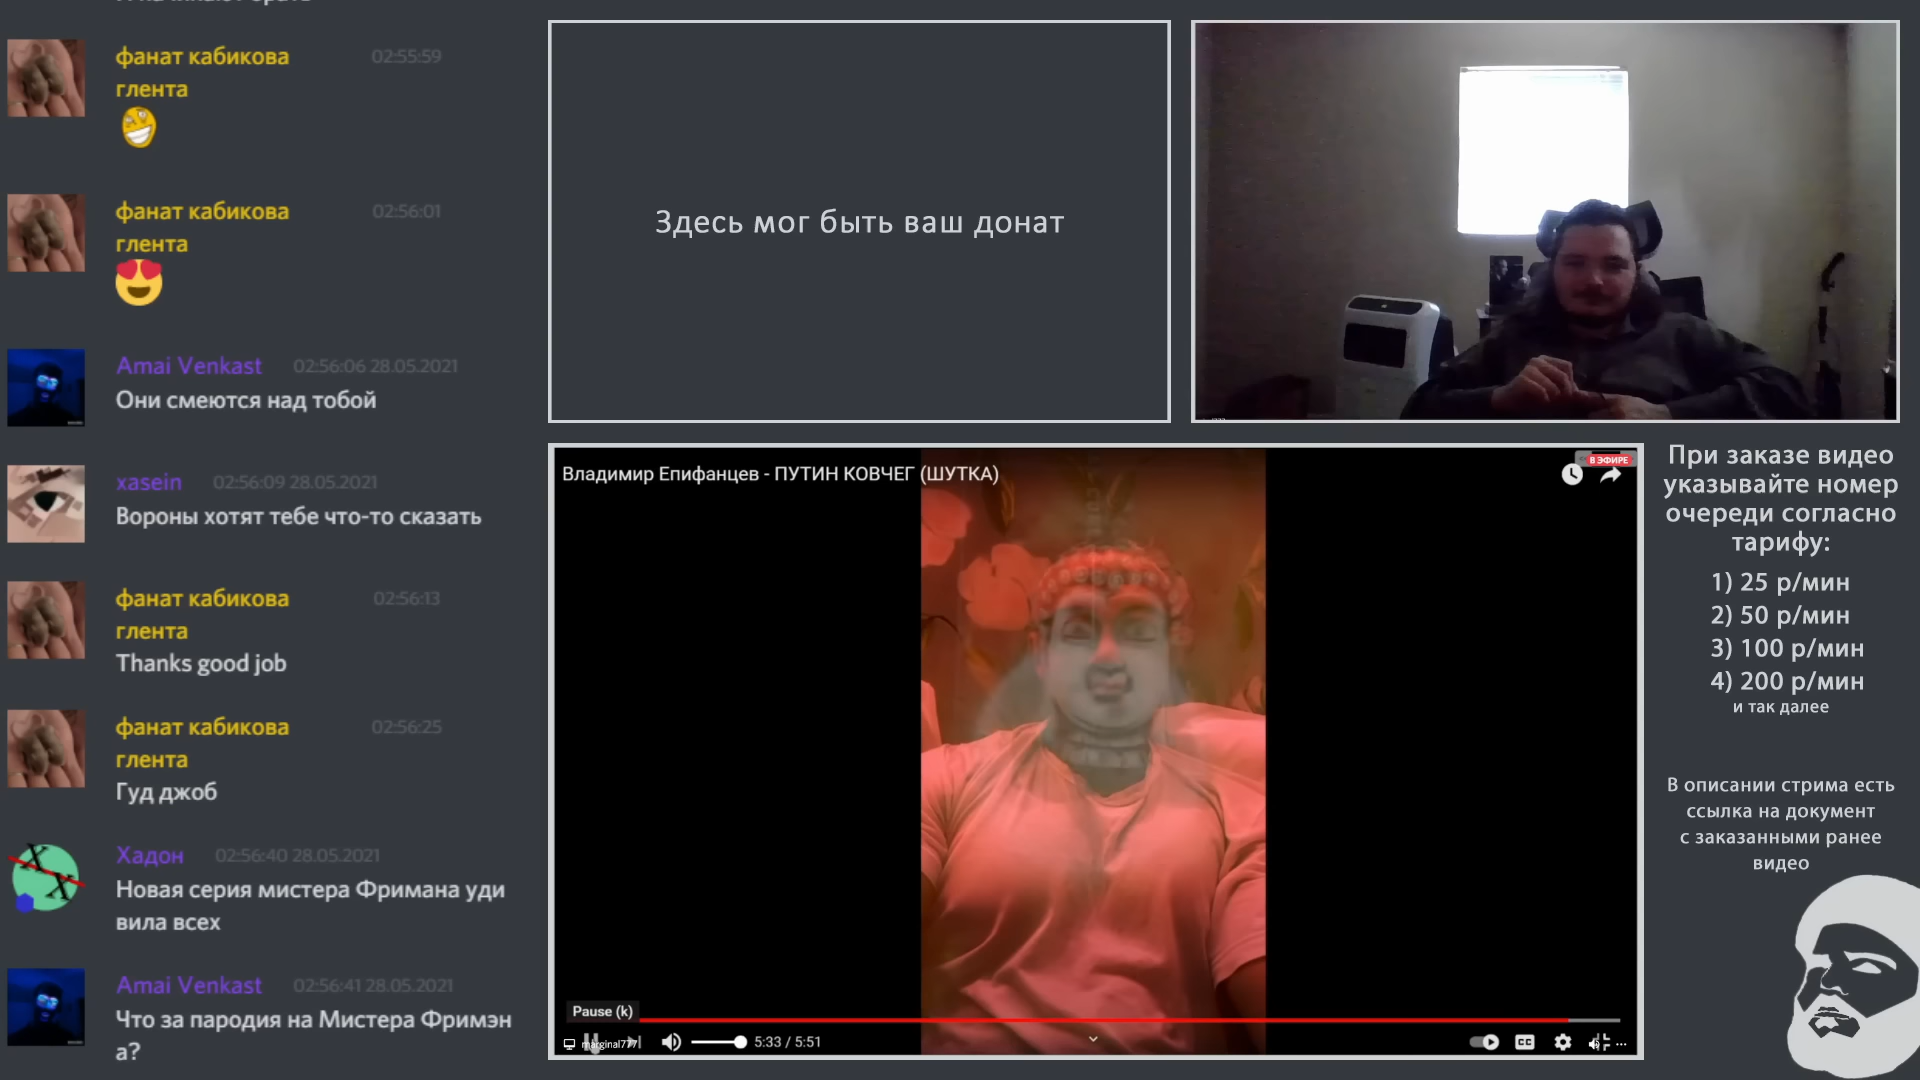 фанат кабикова
02:55:59
глента
фанат кабикова
02:56:01
глента
Amai Venkast
02:56:06 28.05.2021
Они смеются над тобой
xasein
02:56:09 28.05.2021
Вороны хотят тебе что-то сказать
фанат кабикова
02:56:13
глента
Thanks good job
фанат кабикова
02:56:25
глента
Гуд джоб
Хадон
02:56:40 28.05.2021
Новая серия мистера Фримана уди
вила всех
Amai Venkast
02:56:41 28.05.2021
Что за пародия на Мистера Фримэн
а?
Здесь мог быть ваш донат
Владимир Епифанцев - ПУТИН КОВЧЕГ (ШУТКА)
В ЭФИРЕ
Pause (k)
marginal777
5:33 / 5:51
CC
При заказе видео
указывайте номер
очереди согласно
тарифу:
1) 25 р/мин
2) 50 р/мин
3) 100 р/мин
4) 200 р/мин
и так далее
В описании стрима есть
ссылка на документ
с заказанными ранее
видео